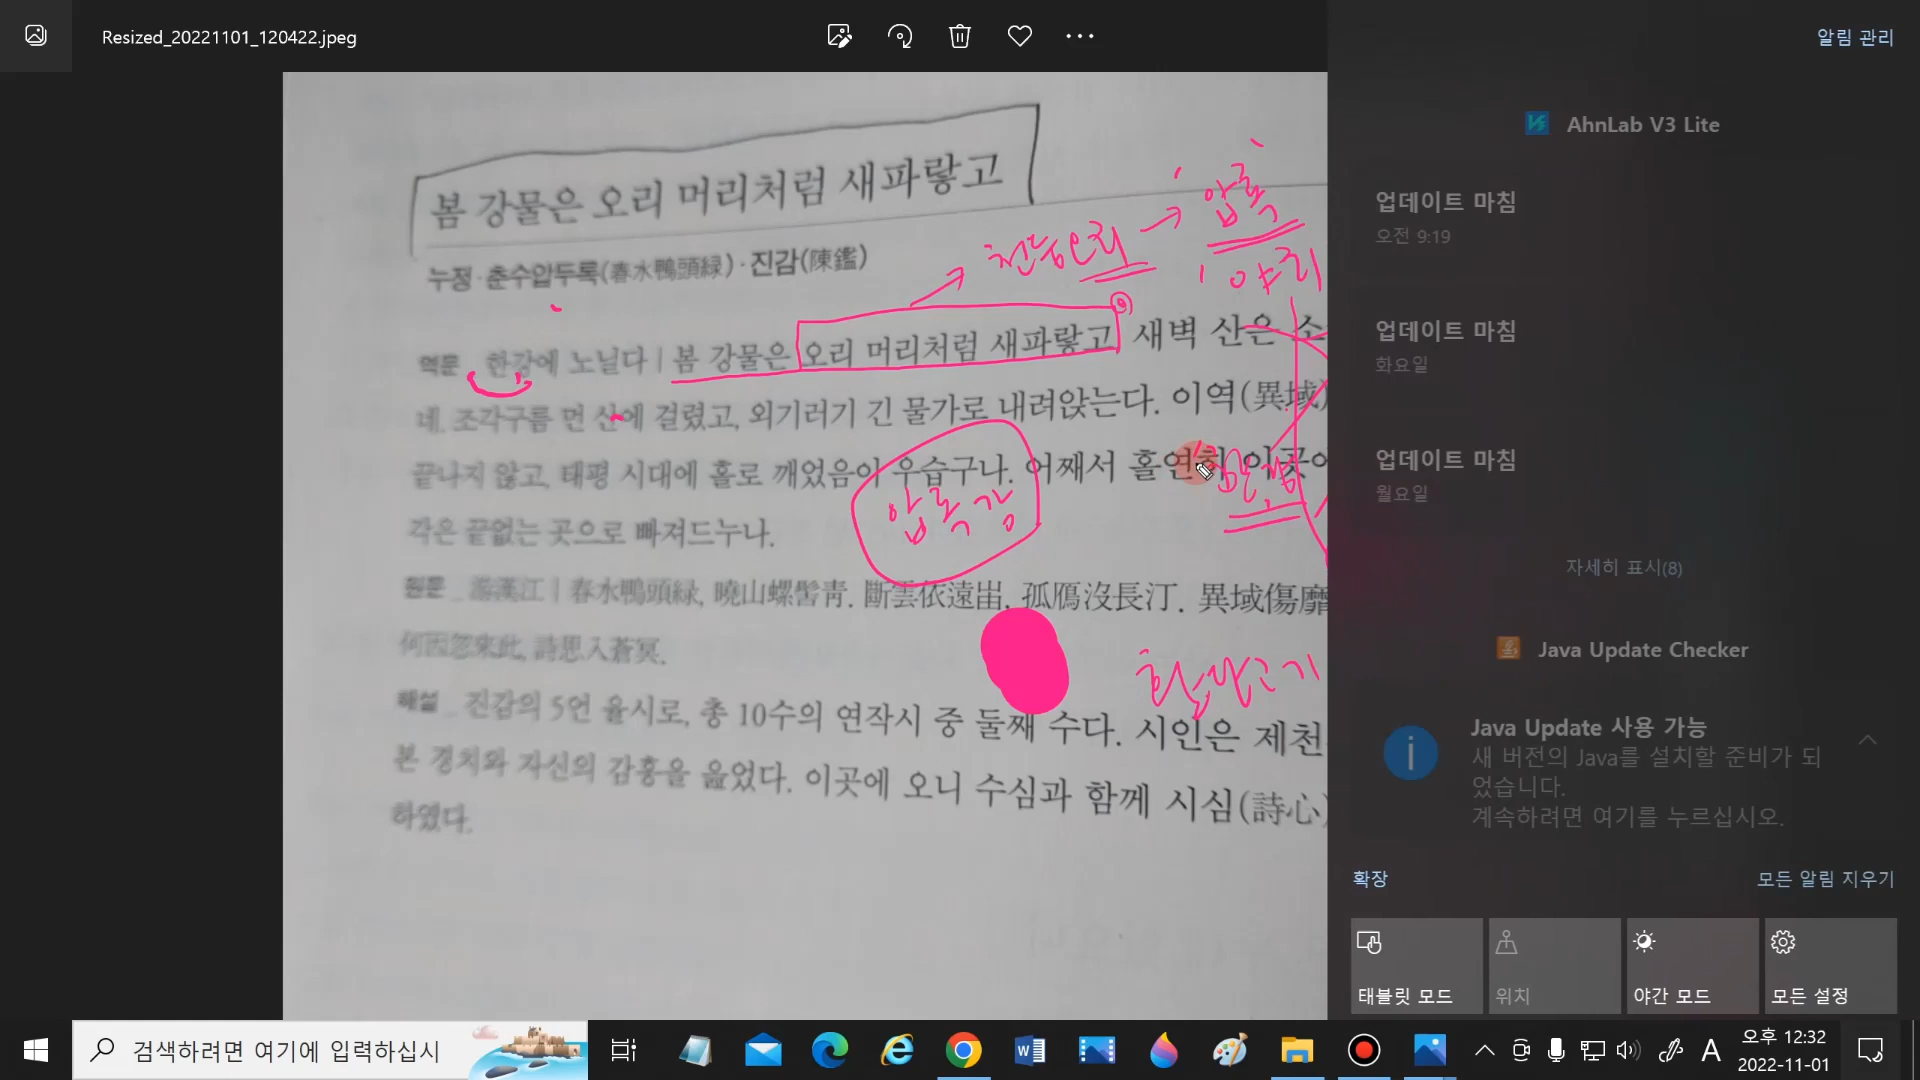 Resized_20221101_120422.jpeg
알림 관리
봄 강물은 오리 머리처럼 새파랗고
누정·춘수압두록(春水鴨頭緑)·진감(陳鑑)
역문 한강에 노닐다 | 봄 강물은 오리 머리처럼 새파랗고 새벽 산은 소
네. 조각구름 먼 산에 걸렸고, 외기러기 긴 물가로 내려앉는다. 이역(異域)
끝나지 않고, 태평 시대에 홀로 깨었음이 우습구나. 어째서 홀연히 이곳에
각은 끝없는 곳으로 빠져드누나.
원문 _ 游漢江 | 春水鴨頭緑, 曉山螺髻靑. 斷雲依遠出, 孤鴈沒長汀. 異域傷靡
何因忽來此, 詩思入蒼冥.
해설 _ 진감의 5언 율시로, 총 10수의 연작시 중 둘째 수다. 시인은 제천
본 경치와 자신의 감흥을 읊었다. 이곳에 오니 수심과 함께 시심(詩心)
하였다.
압록
압록강
AhnLab V3 Lite
업데이트 마침
오전 9:19
업데이트 마침
화요일
업데이트 마침
월요일
자세히 표시(8)
Java Update Checker
Java Update 사용 가능
새 버전의 Java를 설치할 준비가 되
었습니다.
계속하려면 여기를 누르십시오.
확장
모든 알림 지우기
태블릿 모드
위치
야간 모드
모든 설정
검색하려면 여기에 입력하십시
A
오후 12:32
2022-11-01